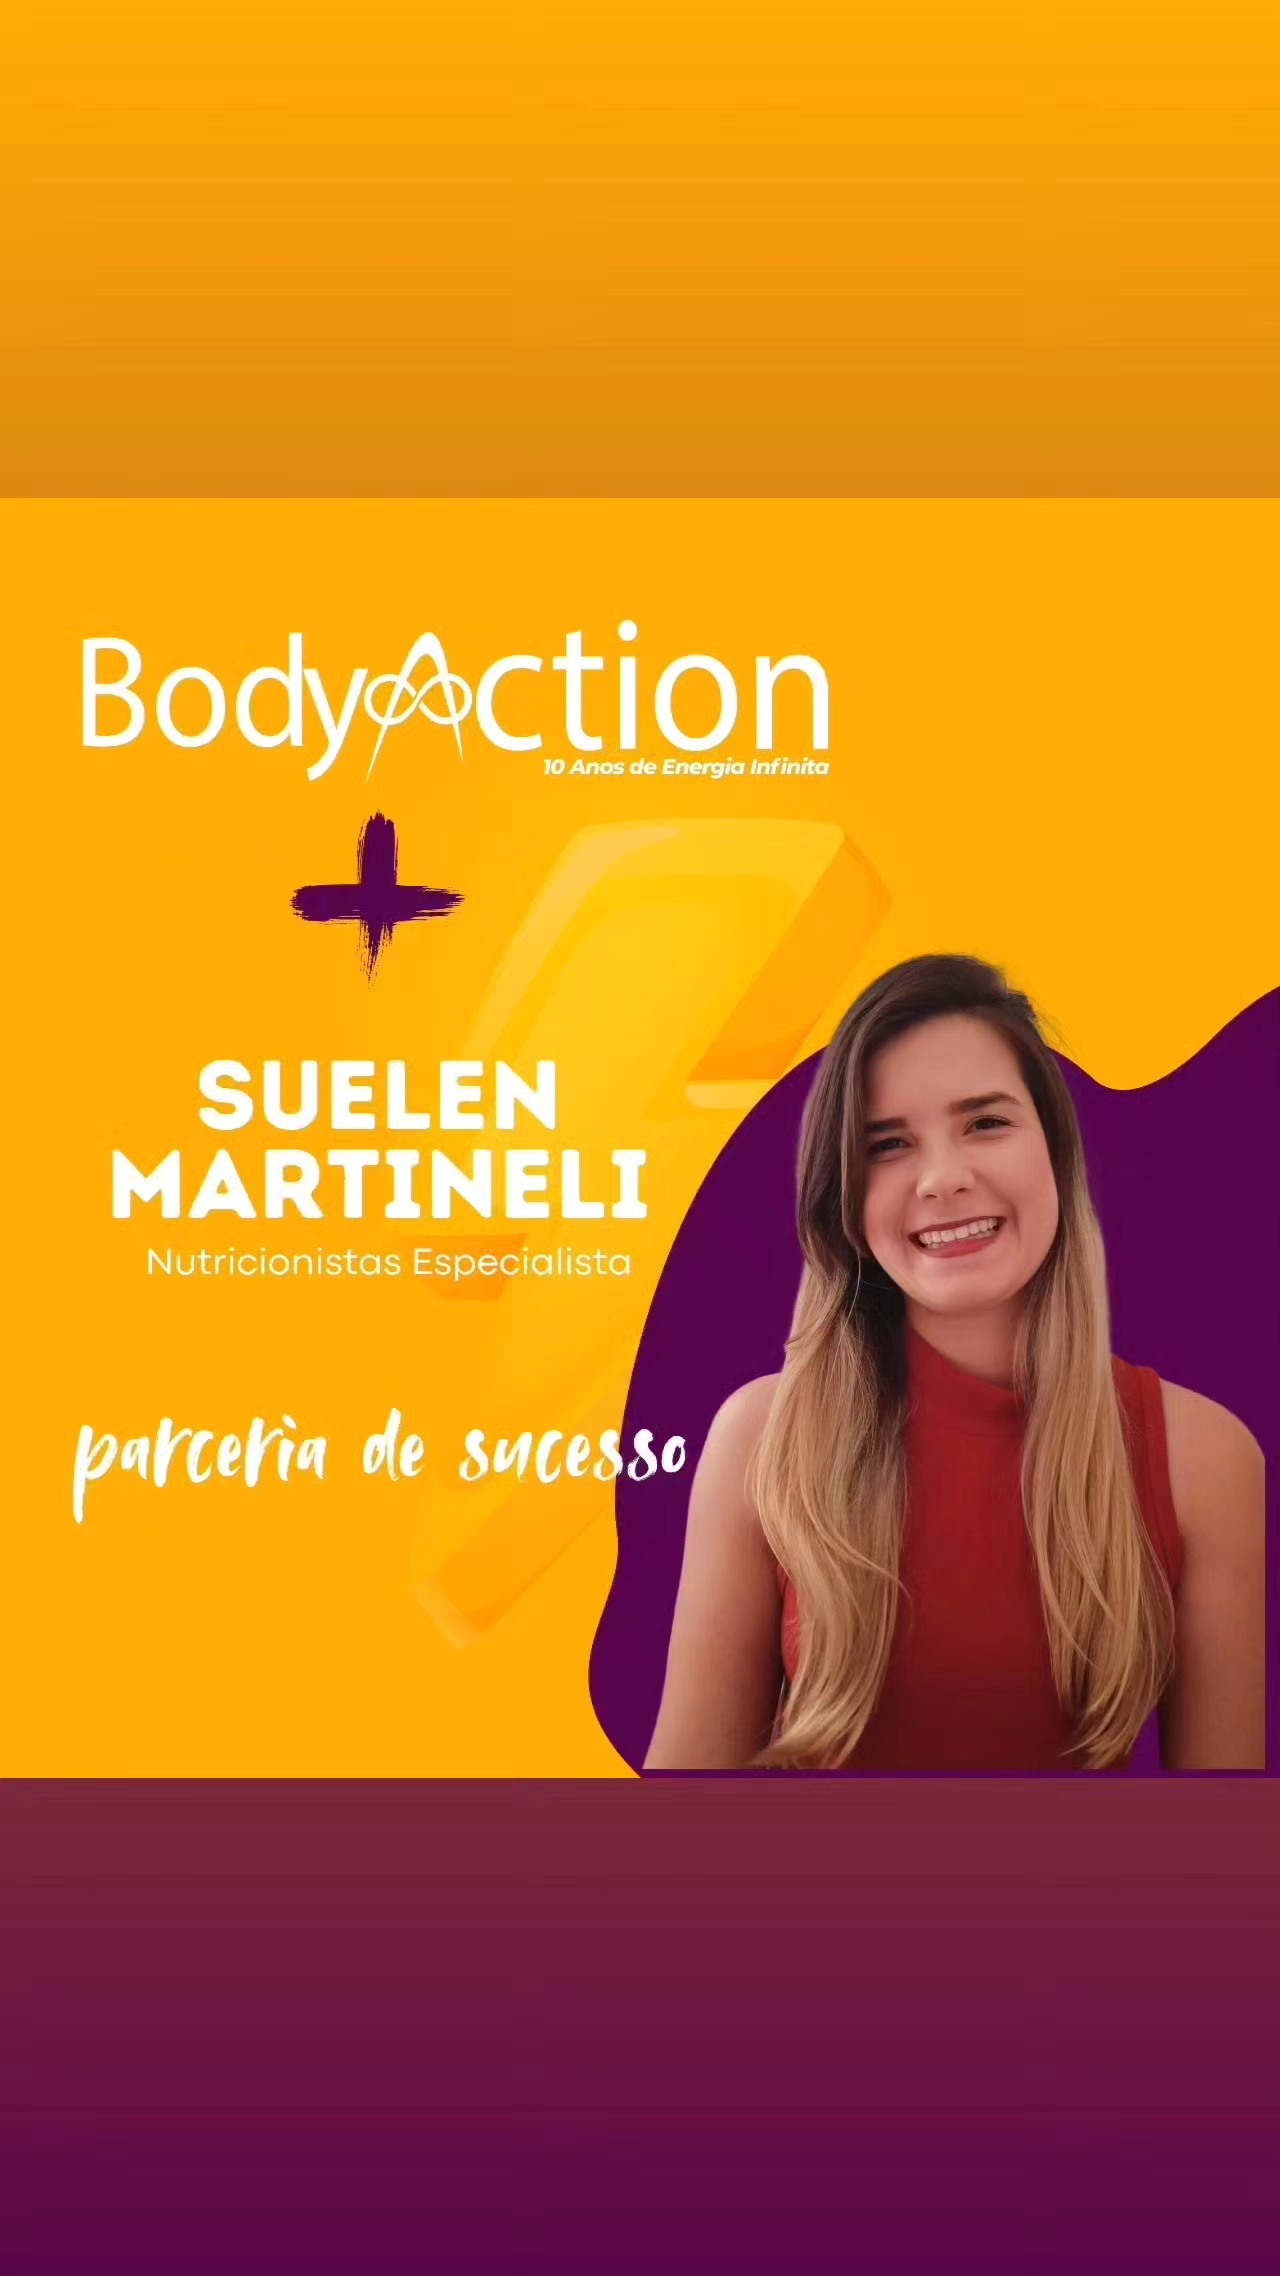 BodyAction
10 Anos de Energia Infinita
SUELEN
MARTINELI
Nutricionistas Especialista
parceria de sucesso